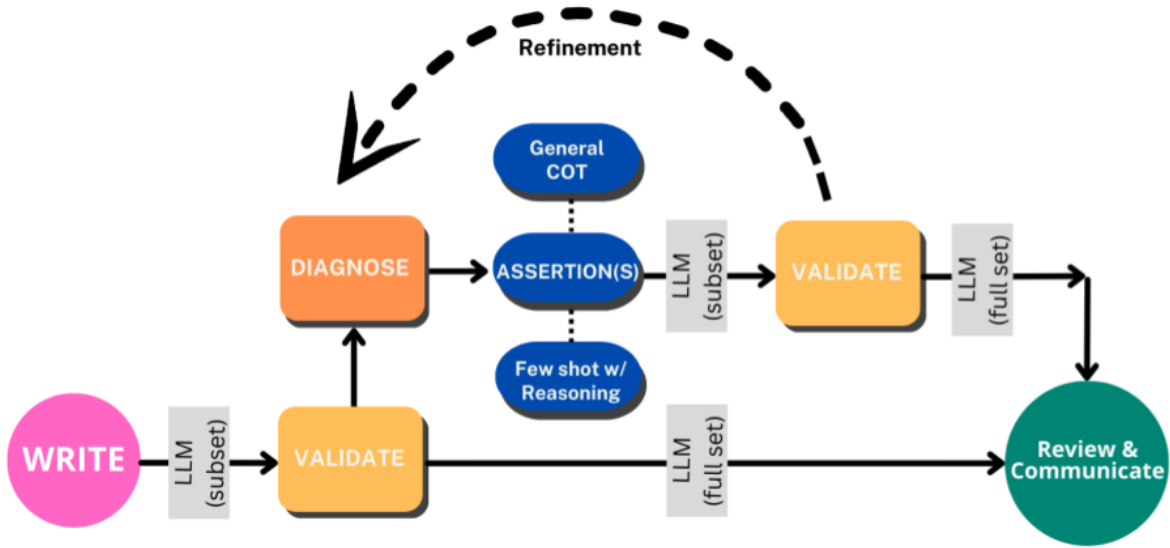 Refinement
General
COT
DIAGNOSE
ASSERTION(S)
LLM
(subset)
VALIDATE
LLM
(full set)
Few shot w/
Reasoning
WRITE
LLM
(subset)
VALIDATE
LLM
(full set)
Review &
Communicate